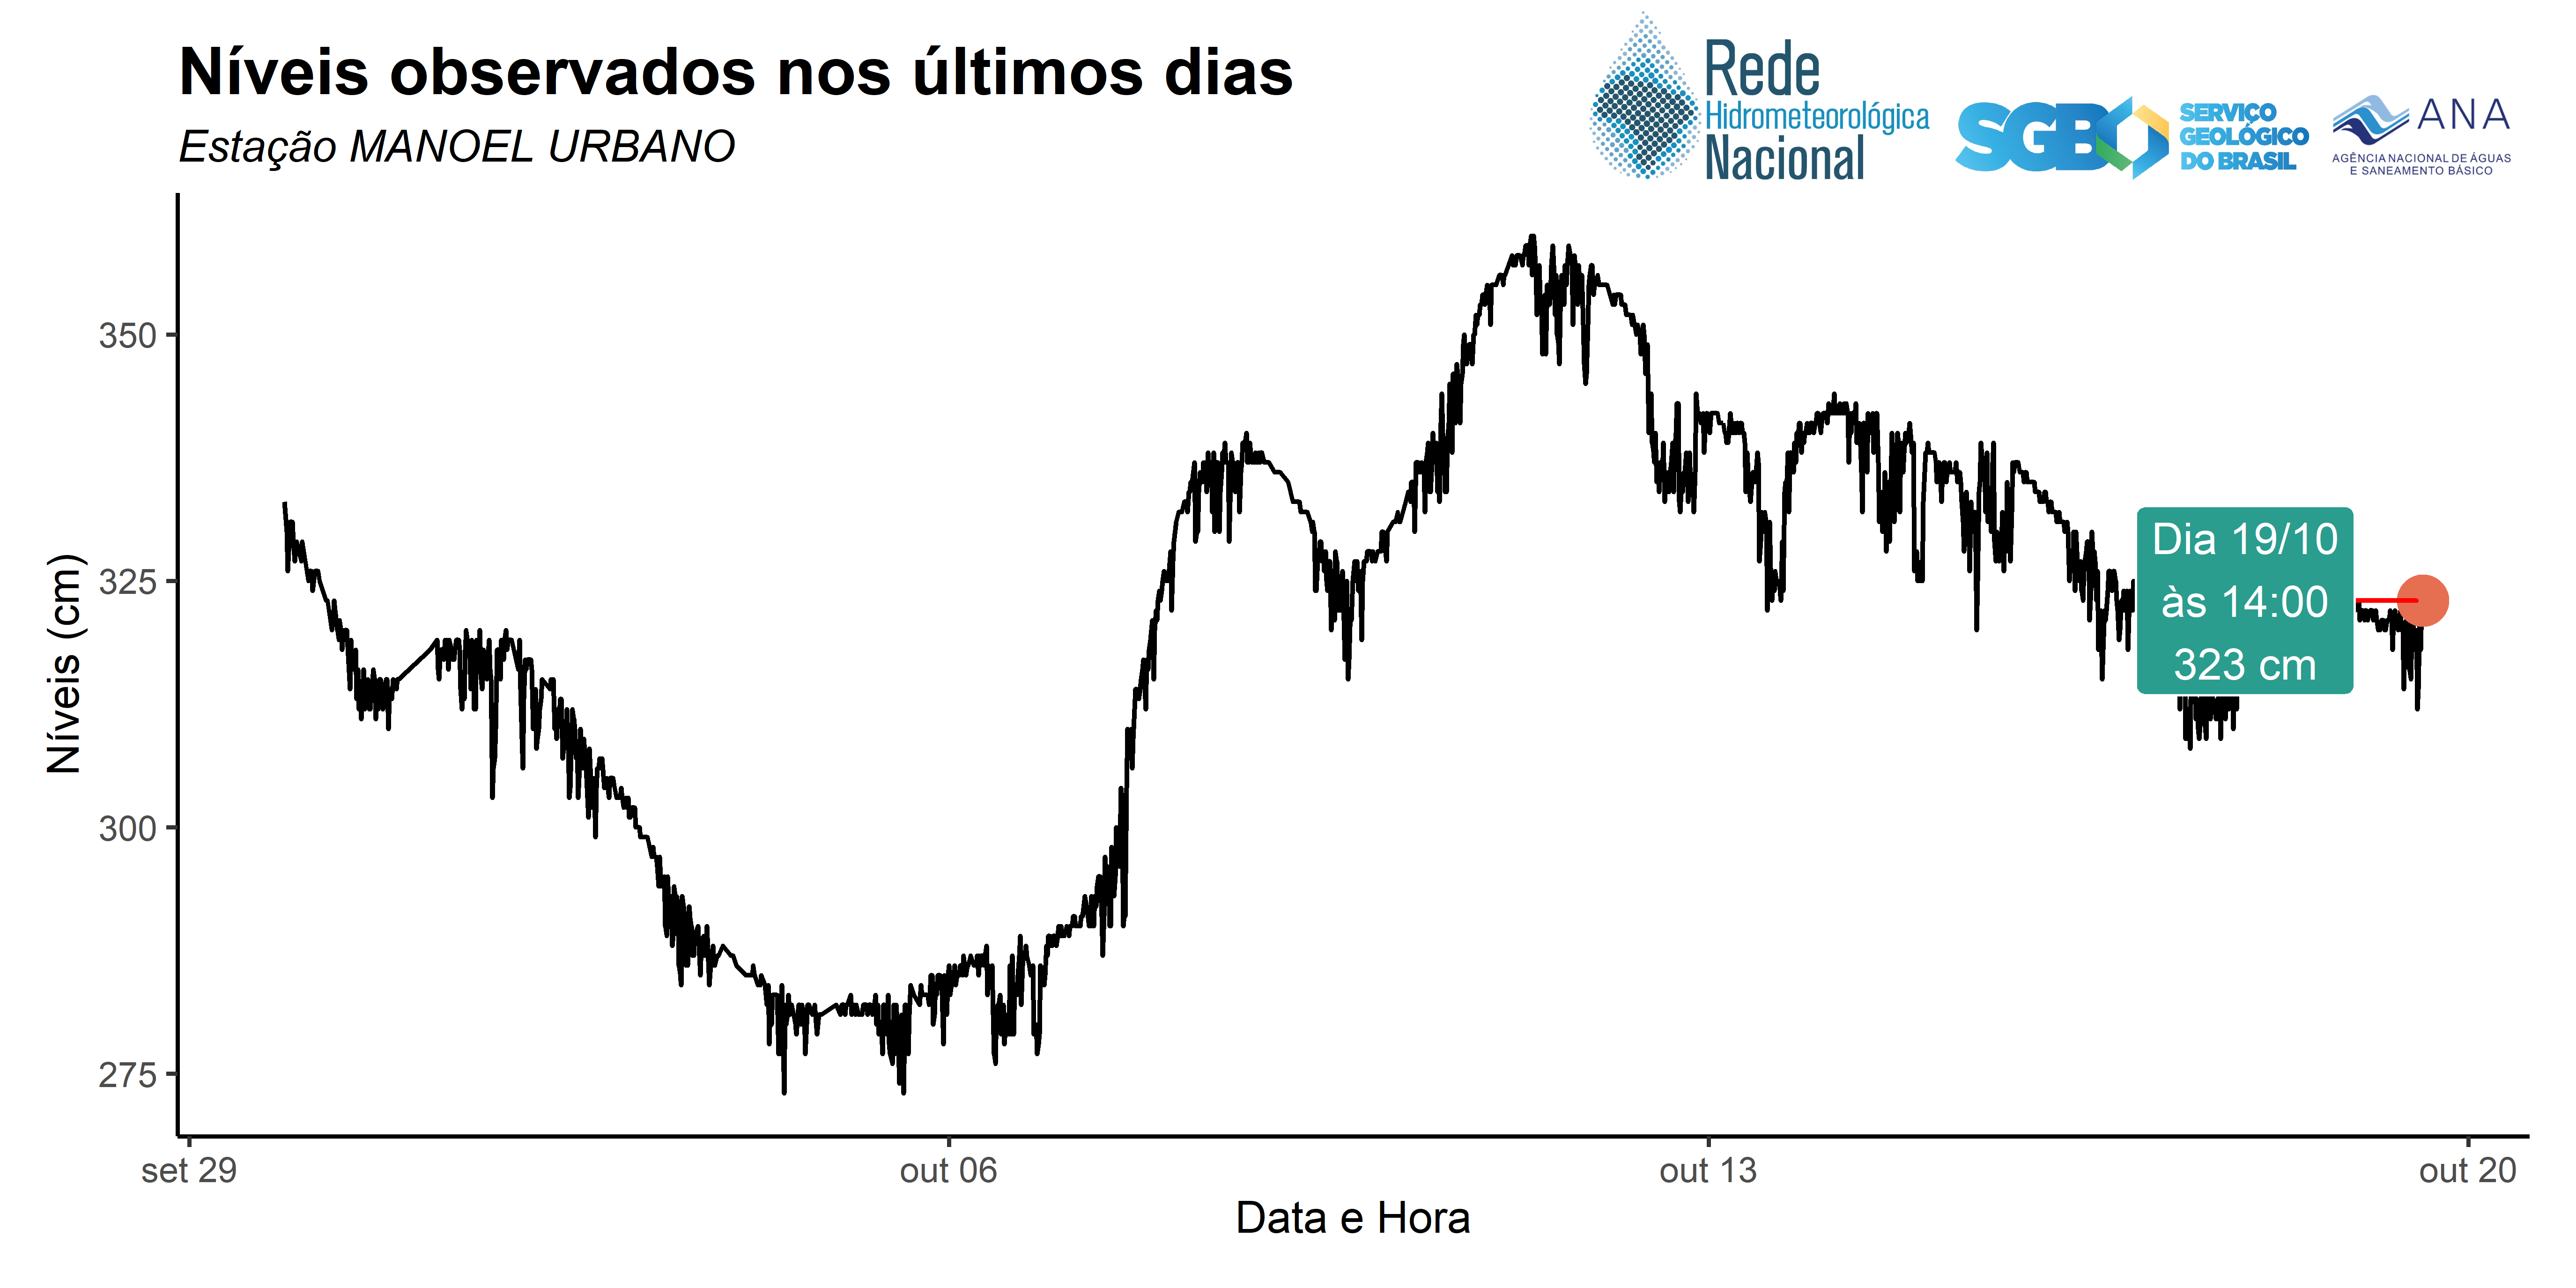 Níveis observados nos últimos dias
Estação MANOEL URBANO
Rede
Hidrometeorológica
Nacional
SGB
SERVIÇO
GEOLÓGICO
DO BRASIL
ANA
AGÊNCIA NACIONAL DE ÁGUAS
E SANEAMENTO BÁSICO
Níveis (cm)
350
325
300
275
Dia 19/10
às 14:00
323 cm
set 29
out 06
out 13
out 20
Data e Hora